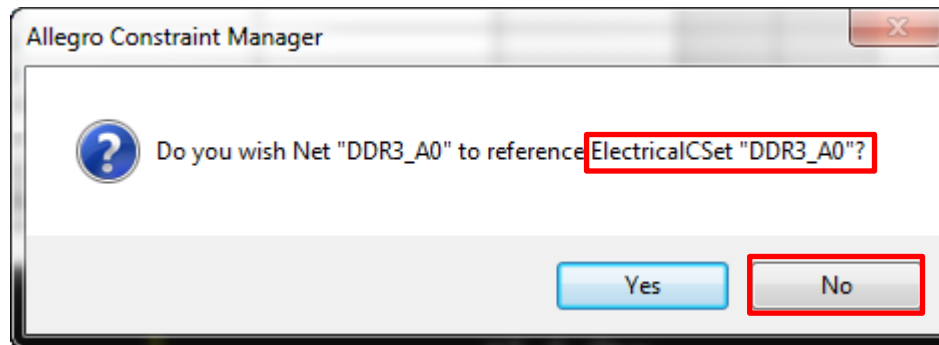 Allegro Constraint Manager
Do you wish Net "DDR3_A0" to reference ElectricalCSet "DDR3_A0"?
Yes
No